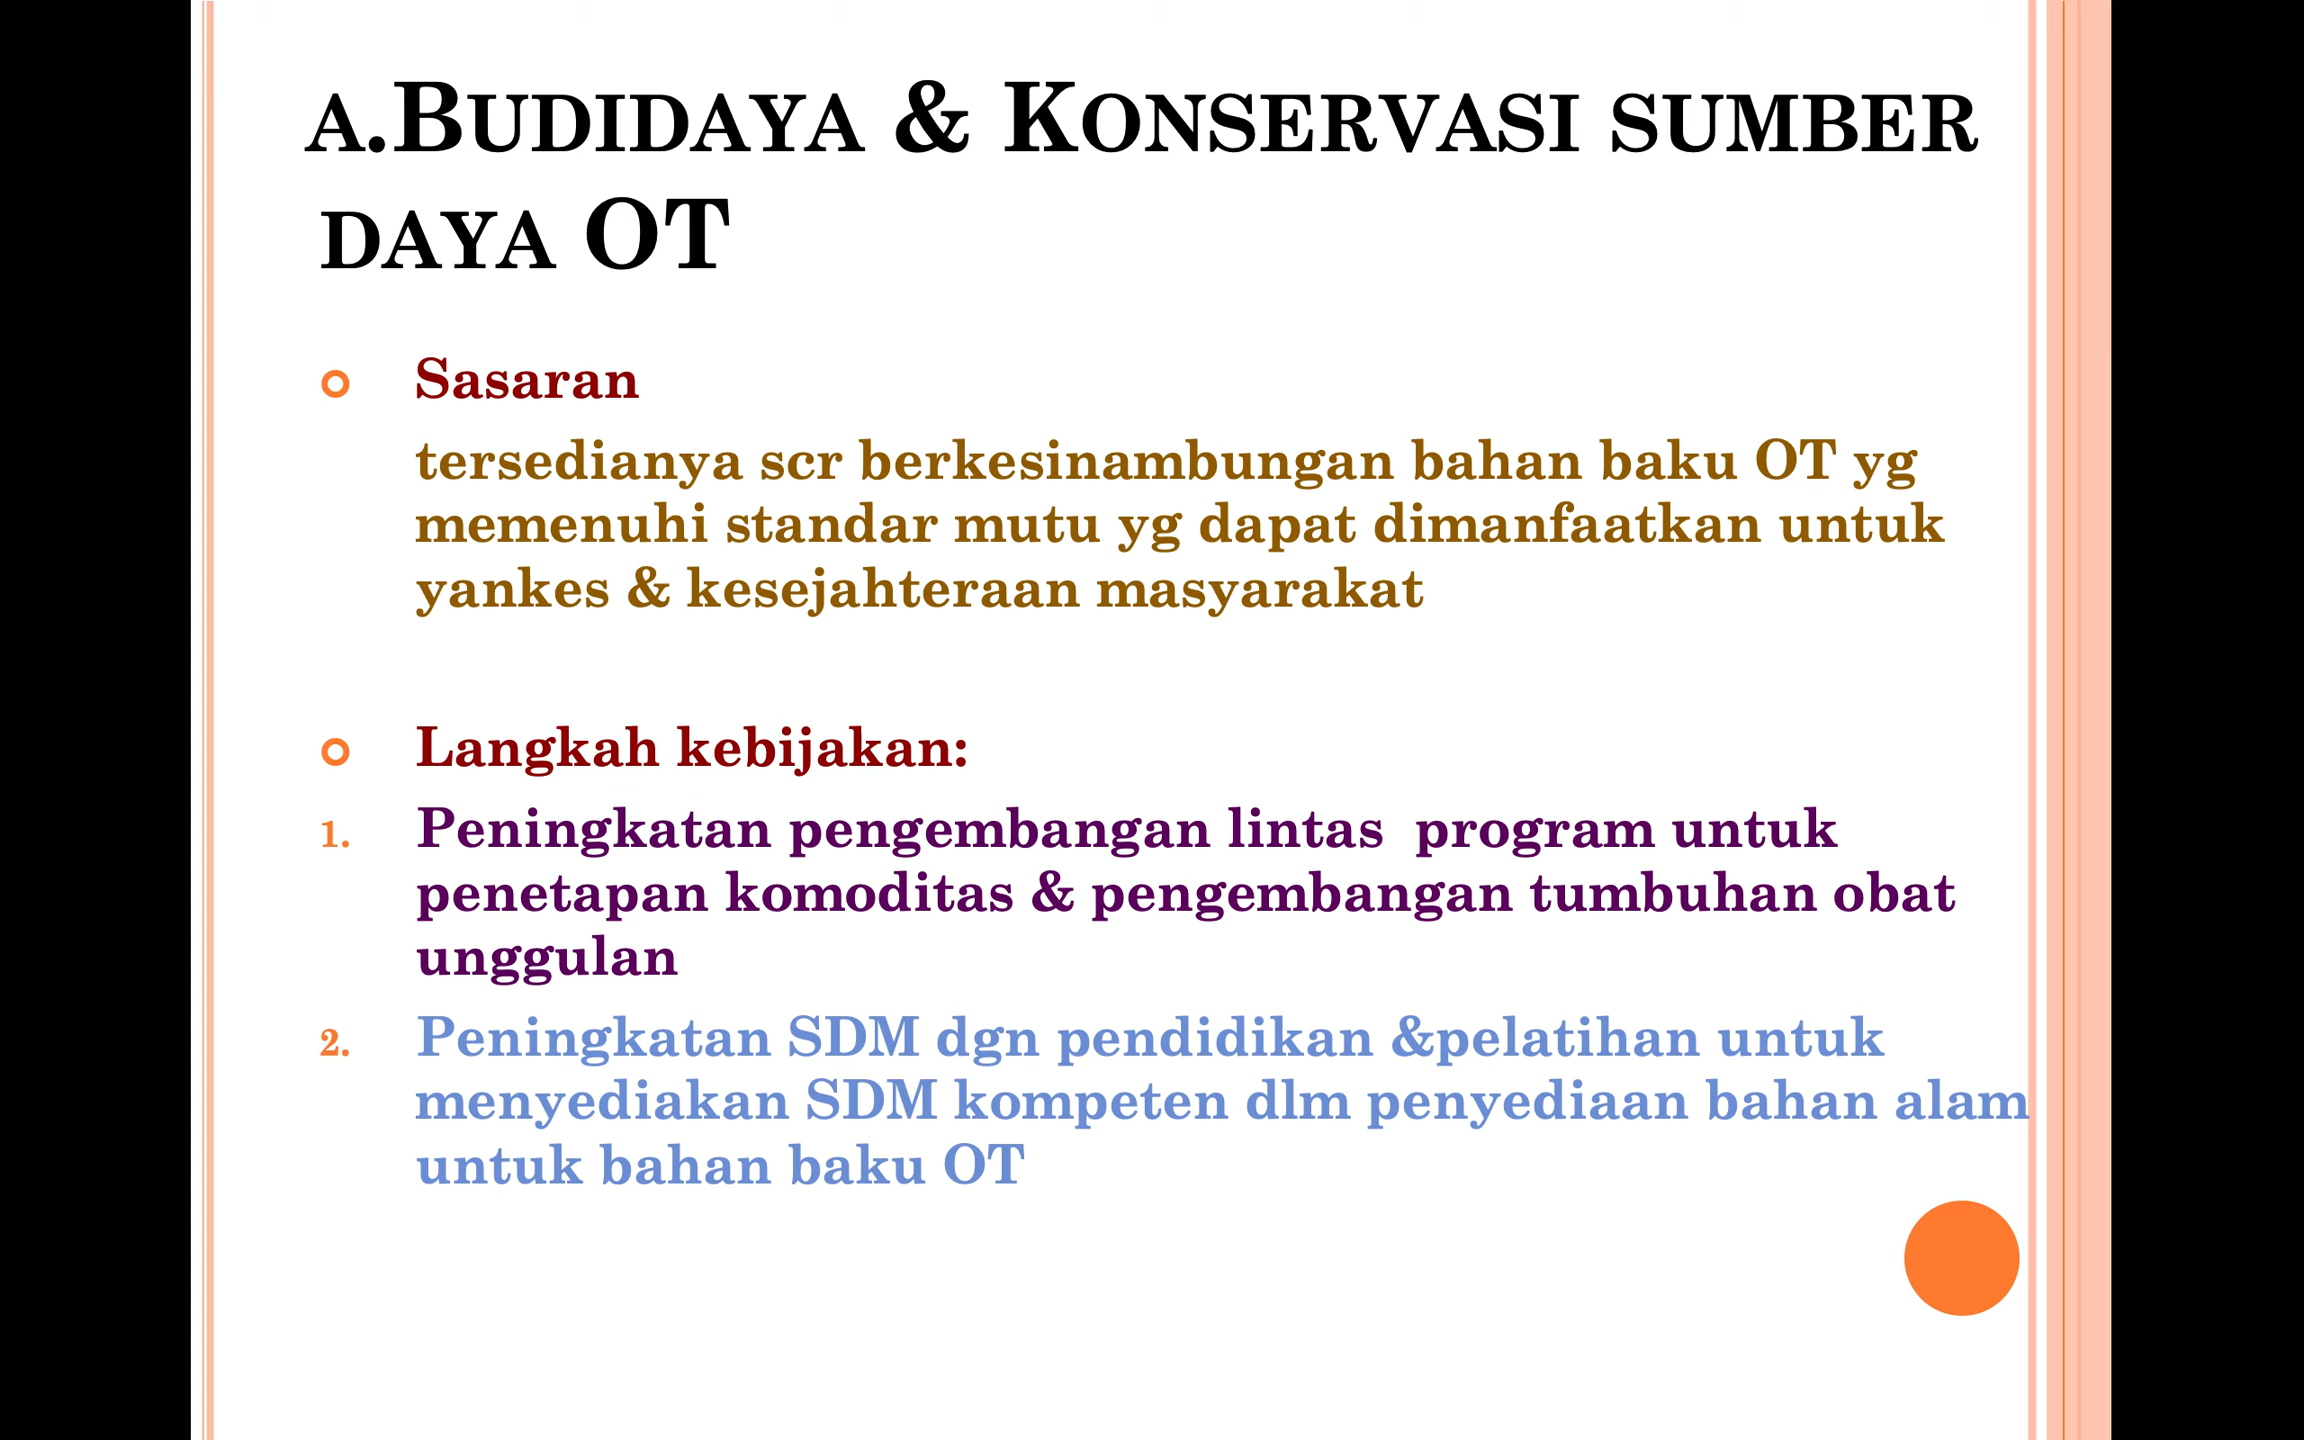 A.BUDIDAYA & KONSERVASI SUMBER
DAYA OT
Sasaran
tersedianya scr berkesinambungan bahan baku OT yg
memenuhi standar mutu yg dapat dimanfaatkan untuk
yankes & kesejahteraan masyarakat
Langkah kebijakan:
1. Peningkatan pengembangan lintas  program untuk
penetapan komoditas & pengembangan tumbuhan obat
unggulan
2. Peningkatan SDM dgn pendidikan &pelatihan untuk
menyediakan SDM kompeten dlm penyediaan bahan alam
untuk bahan baku OT